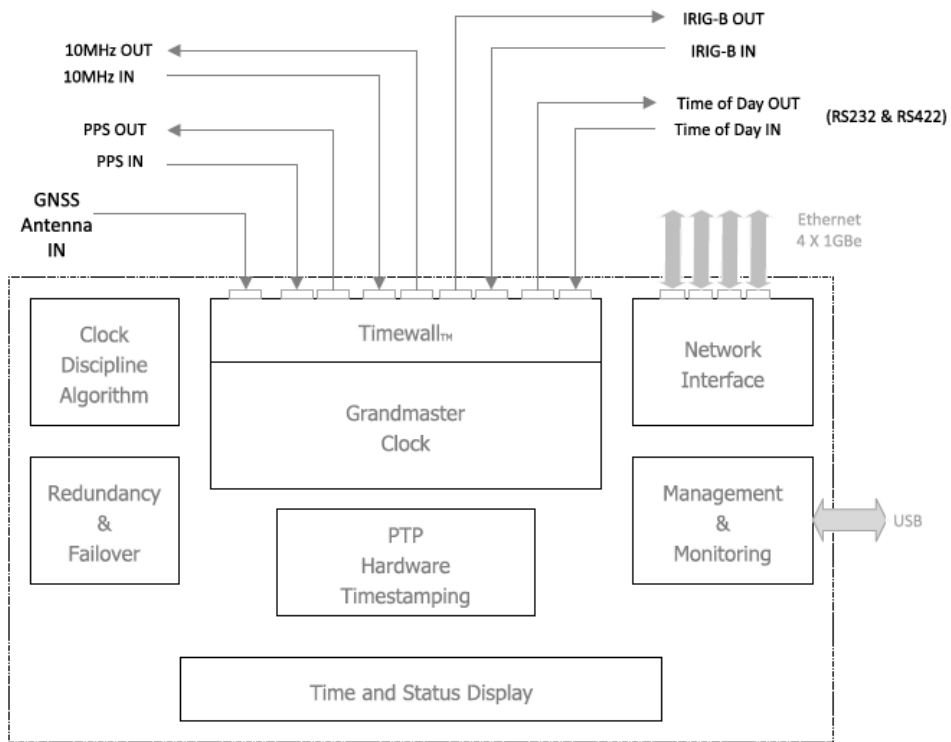 10MHz OUT
10MHz IN
PPS OUT
PPS IN
GNSS
Antenna
IN
IRIG-B OUT
IRIG-B IN
Time of Day OUT
Time of Day IN
(RS232 & RS422)
Ethernet
4 X 1GBe
Clock
Discipline
Algorithm
Timewall™
Grandmaster
Clock
Network
Interface
Redundancy
&
Failover
PTP
Hardware
Timestamping
Management
&
Monitoring
USB
Time and Status Display